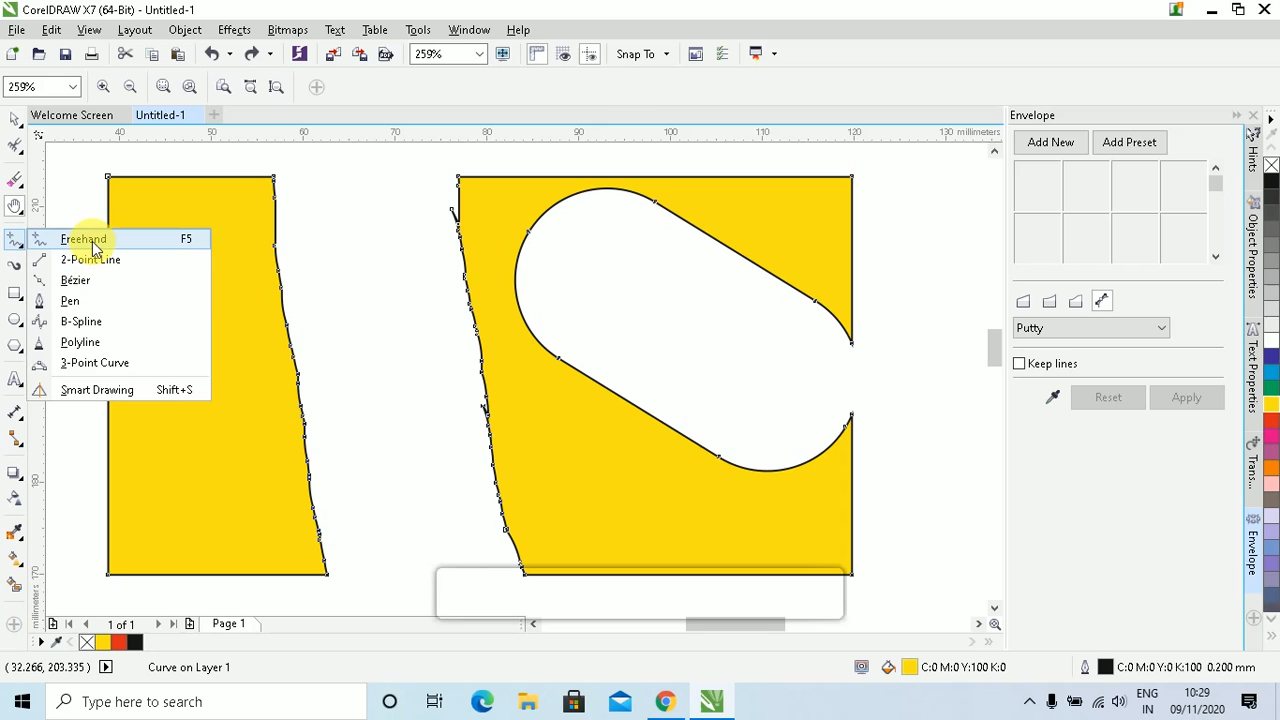 CorelDRAW X7 (64-Bit) - Untitled-1
File Edit View Layout Object Effects Bitmaps Text Table Tools Window Help
259% Snap To
259%
Welcome Screen Untitled-1
40 50 60 70 80 90 100 110 120 130 millimeters
Envelope
Add New Add Preset
Hints
210
Freehand F5
2-Point Line
Bézier
Pen
B-Spline
Polyline
3-Point Curve
Smart Drawing Shift+S
Object Properties
Putty
Text Properties
Keep lines
Reset Apply
Trans...
180
Envelope
170
millimeters
1 of 1 Page 1
(32.266, 203.335) Curve on Layer 1 C:0 M:0 Y:100 K:0 C:0 M:0 Y:0 K:100 0.200 mm
Type here to search
ENG
IN
10:29
09/11/2020